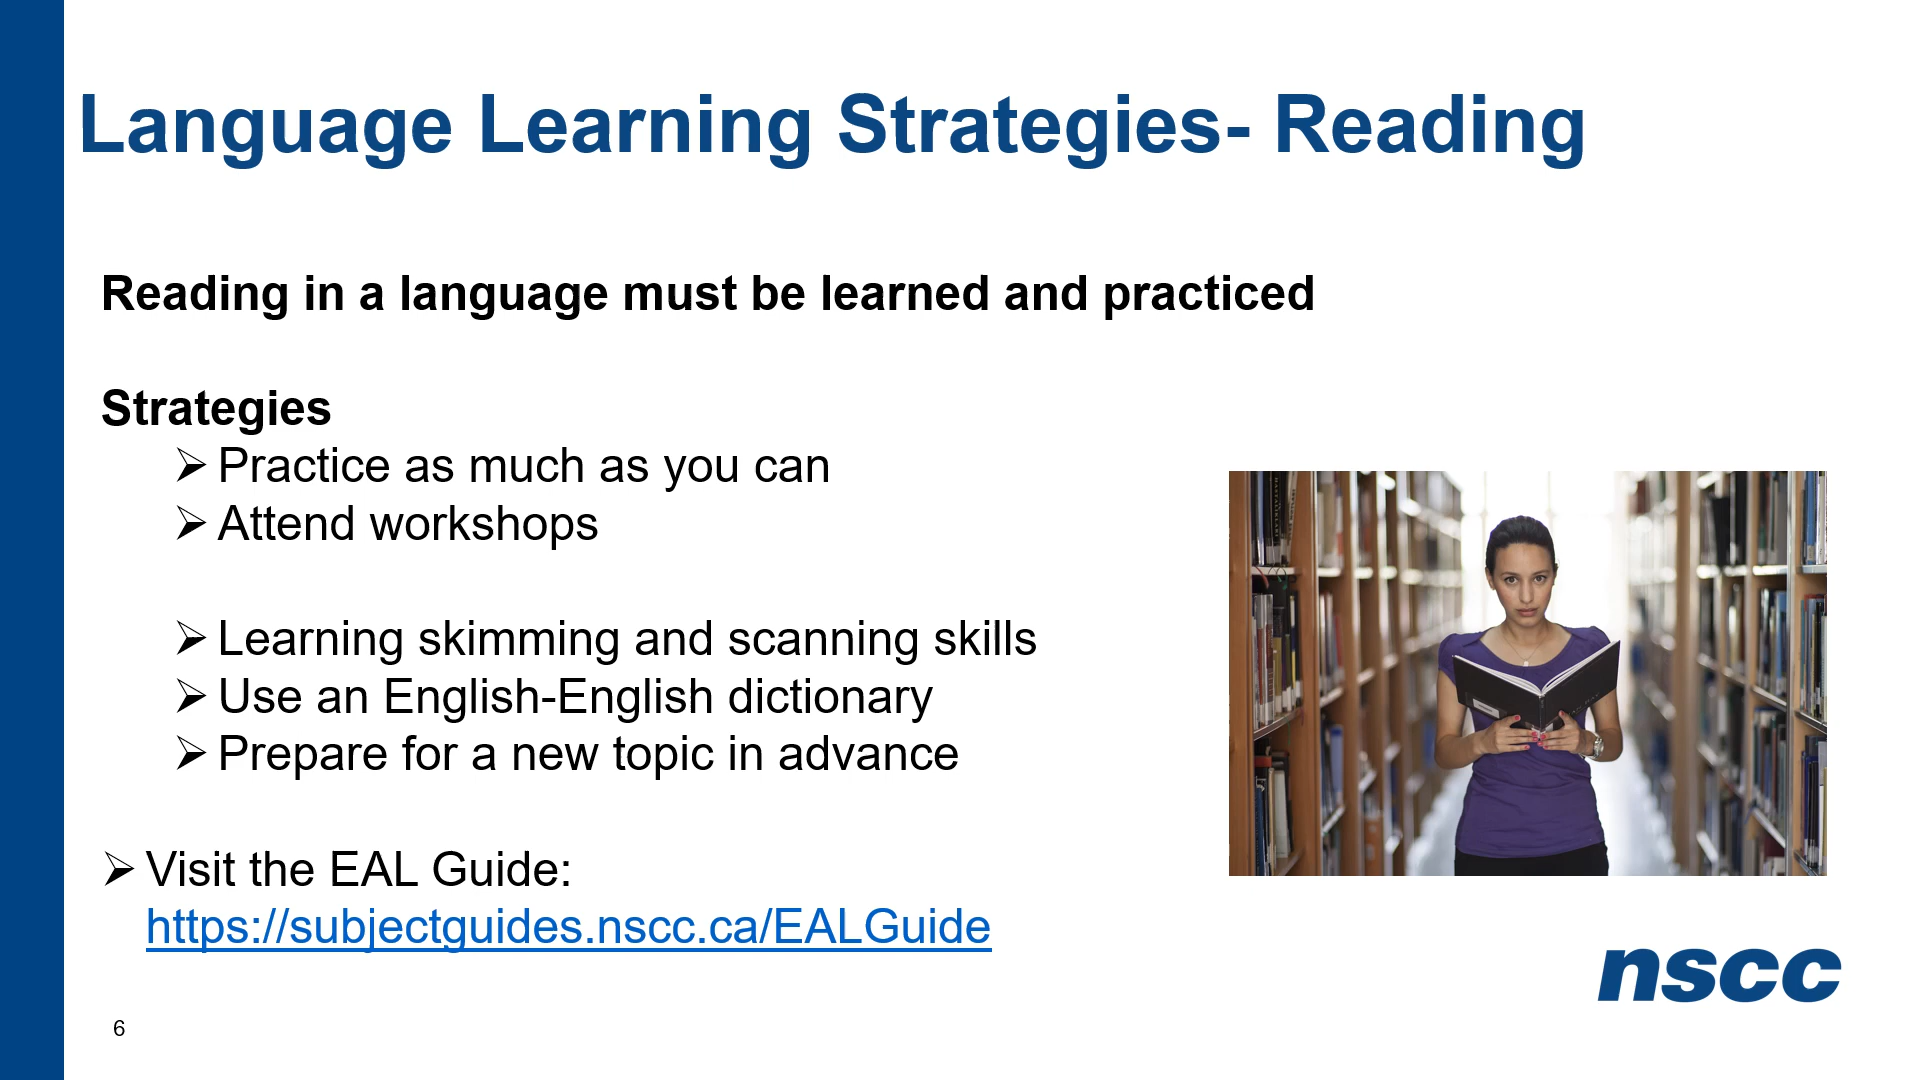 Language Learning Strategies- Reading
Reading in a language must be learned and practiced
Strategies
➢ Practice as much as you can
➢ Attend workshops
➢ Learning skimming and scanning skills
➢ Use an English-English dictionary
➢ Prepare for a new topic in advance
➢ Visit the EAL Guide:
https://subjectguides.nscc.ca/EALGuide
nscc
6